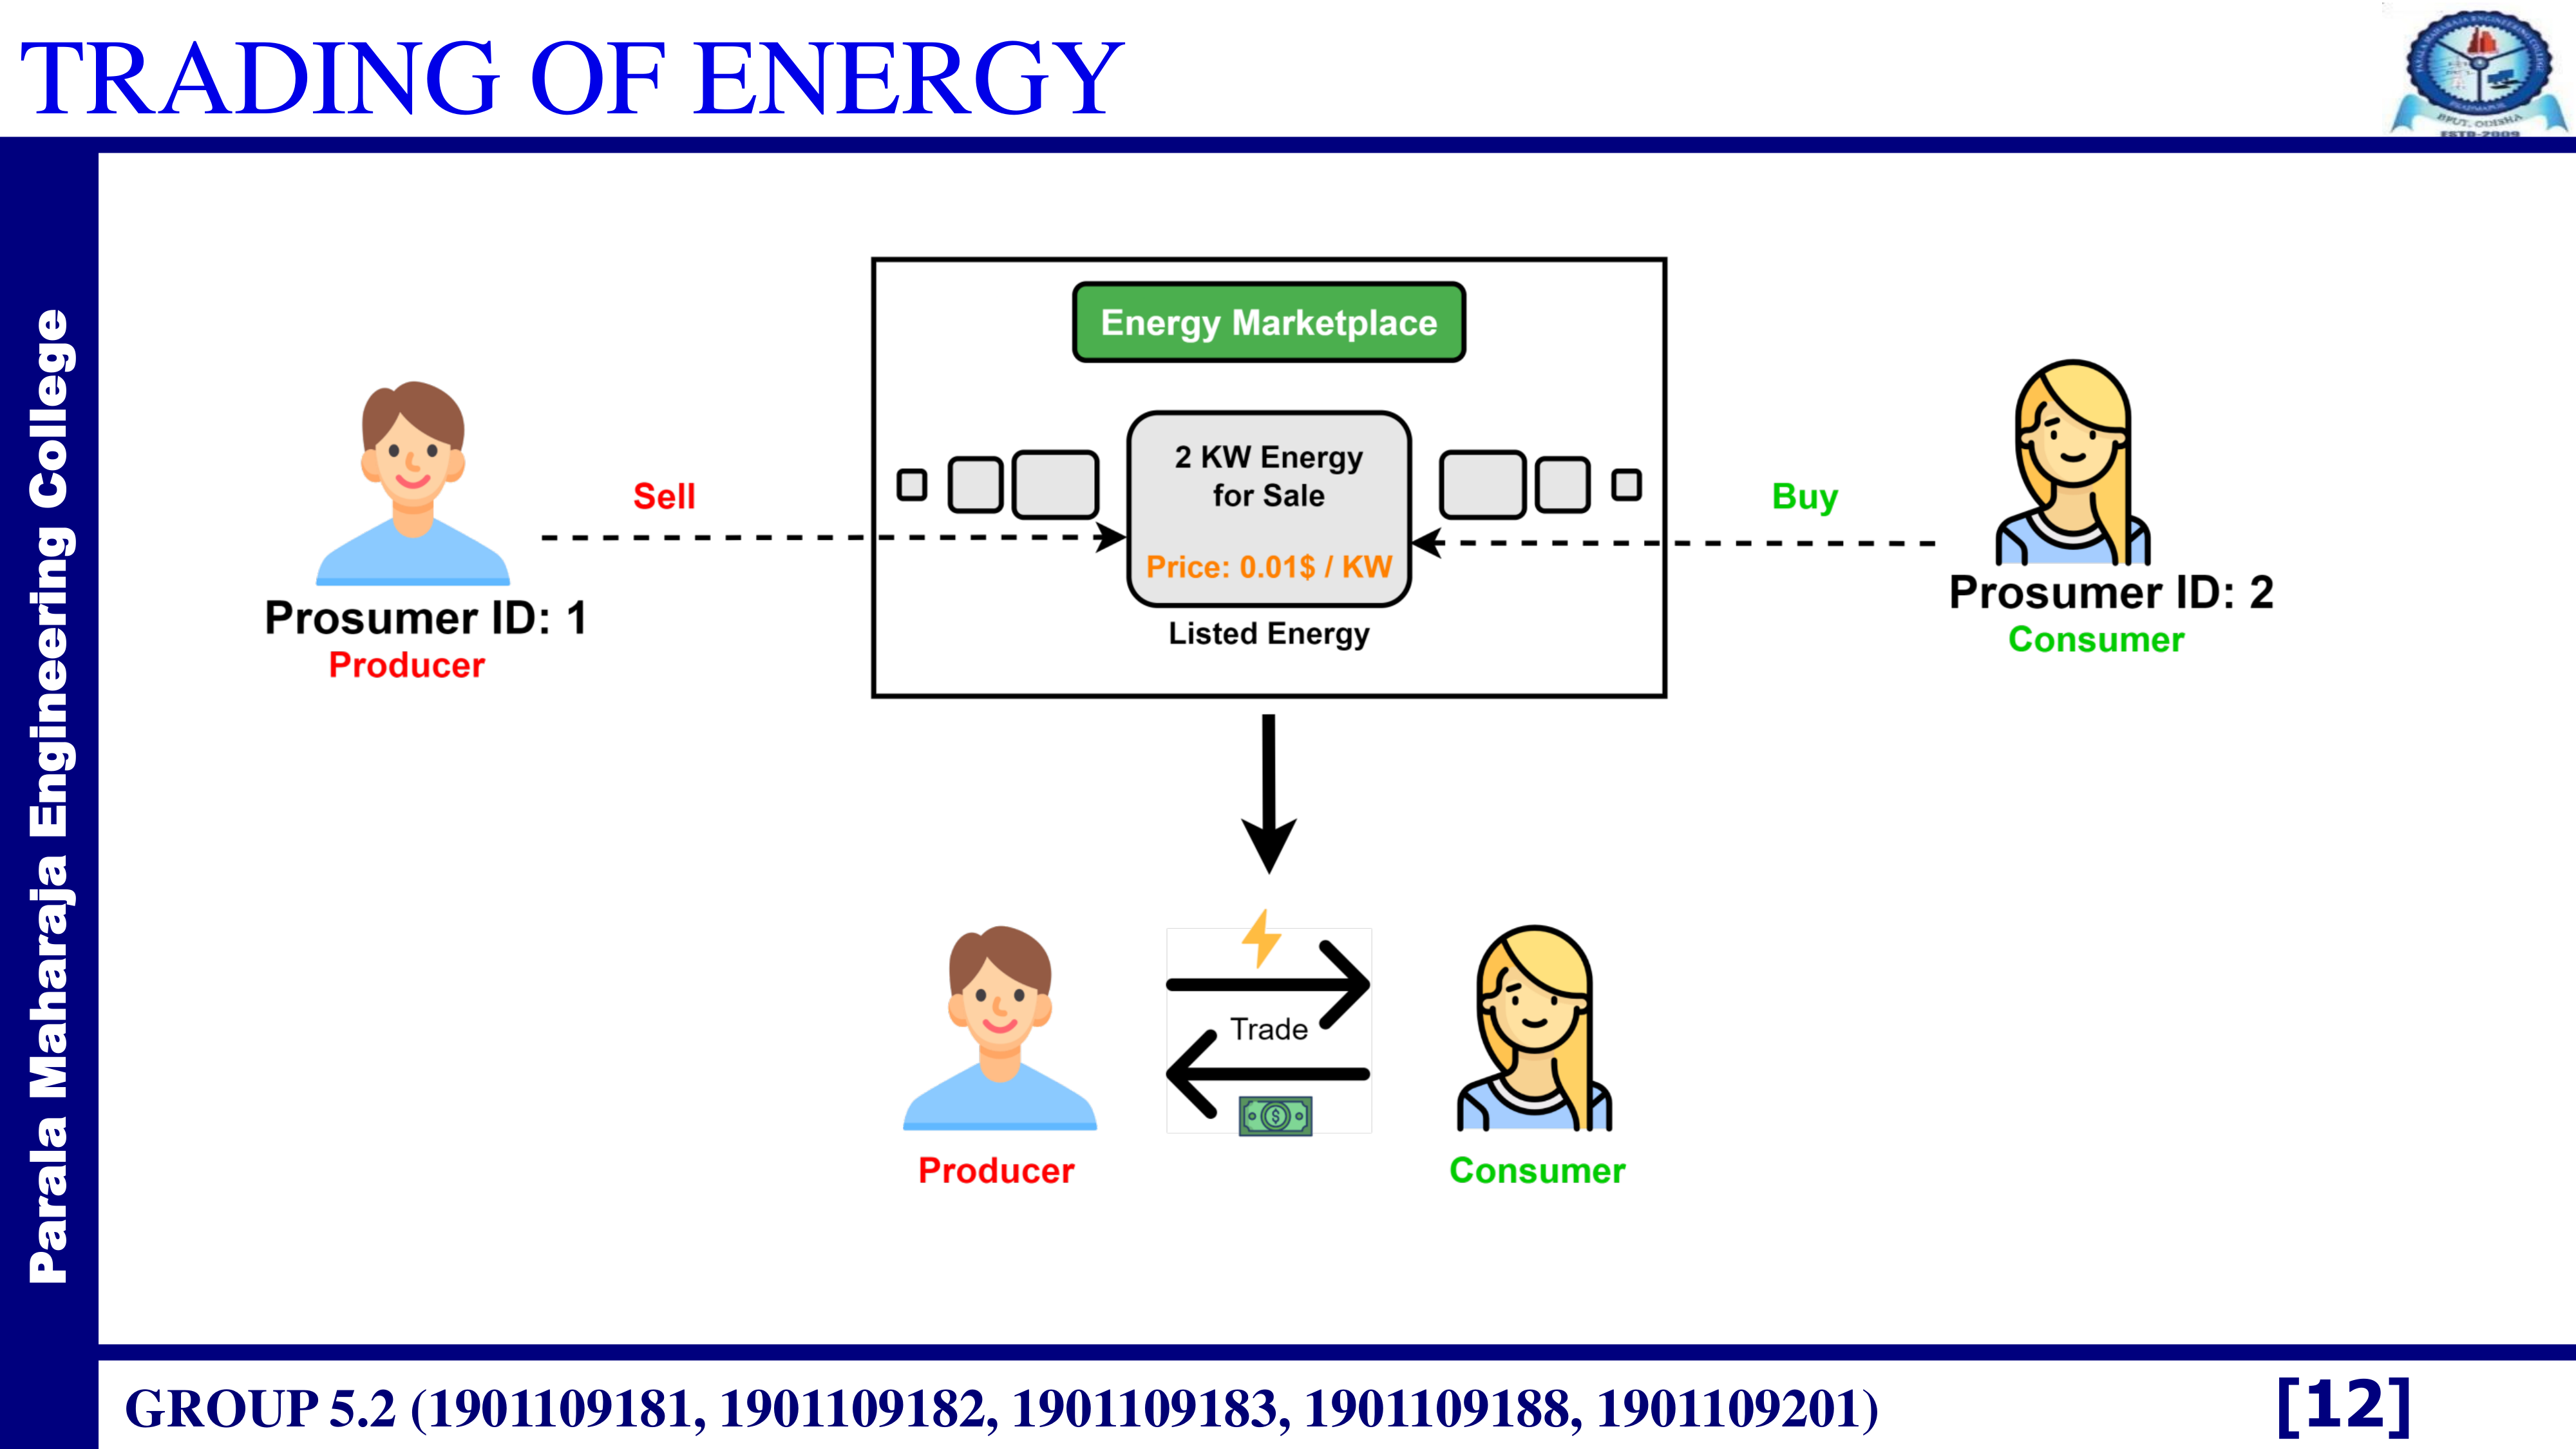 TRADING OF ENERGY
BPUT, ODISHA
ESTD-2009
Parala Maharaja Engineering College
Energy Marketplace
2 KW Energy
for Sale
Price: 0.01$ / KW
Listed Energy
Sell
Buy
Prosumer ID: 1
Producer
Prosumer ID: 2
Consumer
Trade
Producer
Consumer
GROUP 5.2 (1901109181, 1901109182, 1901109183, 1901109188, 1901109201)
[12]